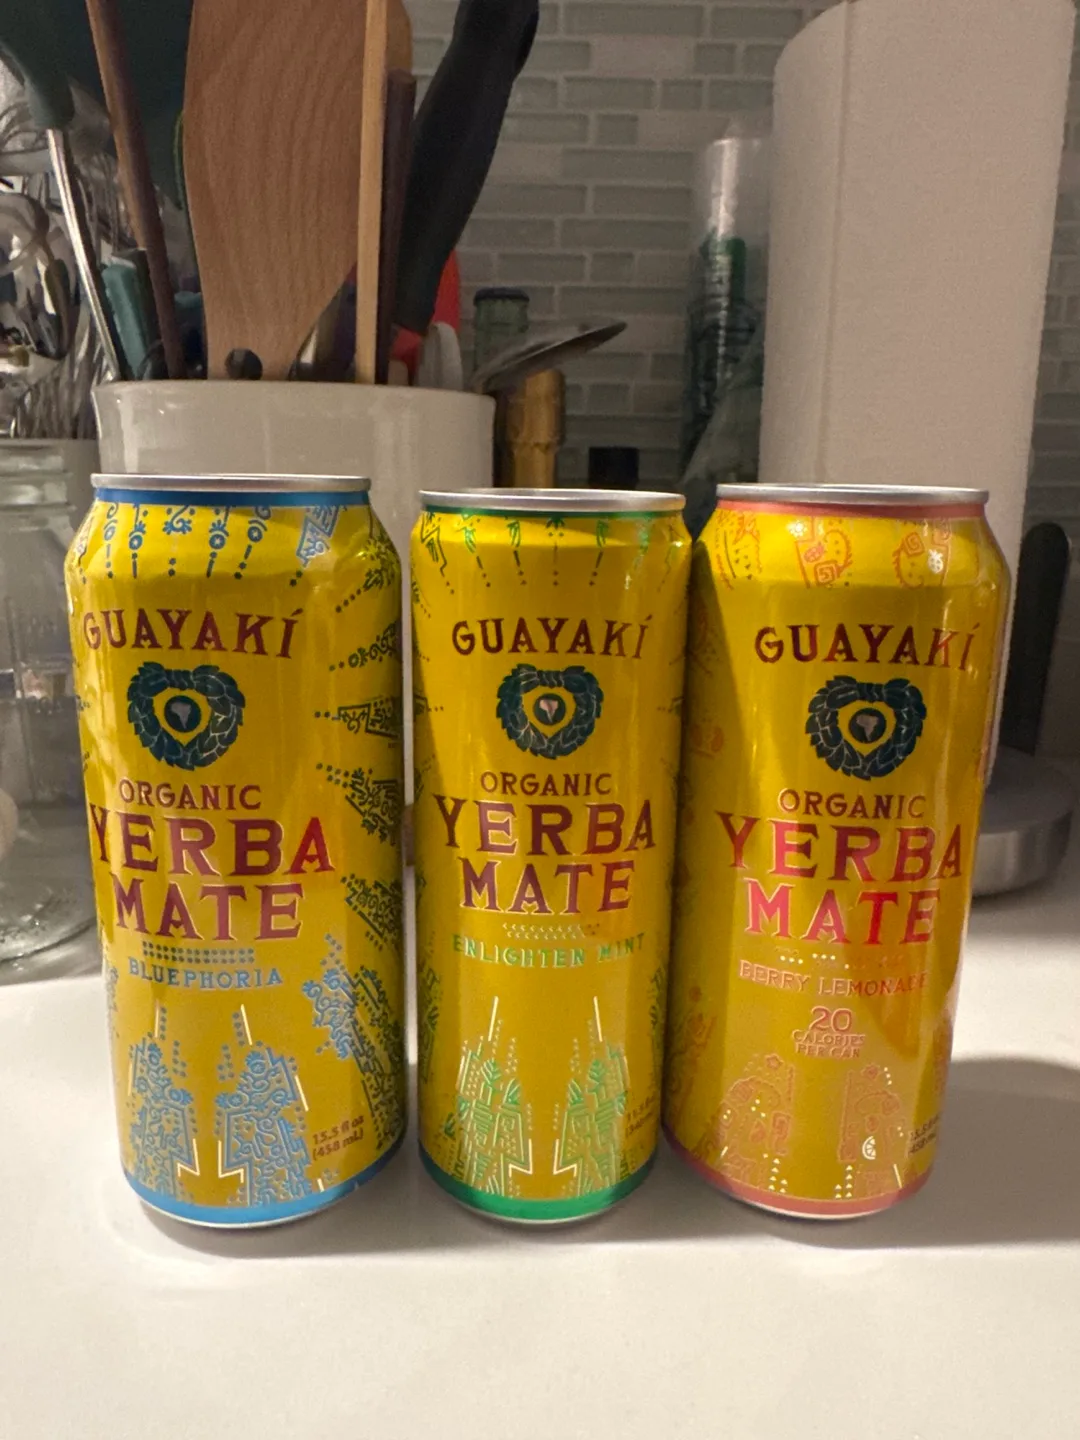 GUAYAKÍ
ORGANIC
YERBA
MATE
BLUEPHORIA
15.5 fl oz
(458 mL)
GUAYAKÍ
ORGANIC
YERBA
MATE
ENLIGHTEN MINT
GUAYAKÍ
ORGANIC
YERBA
MATE
BERRY LEMONADE
20
CALORIES
PER CAN